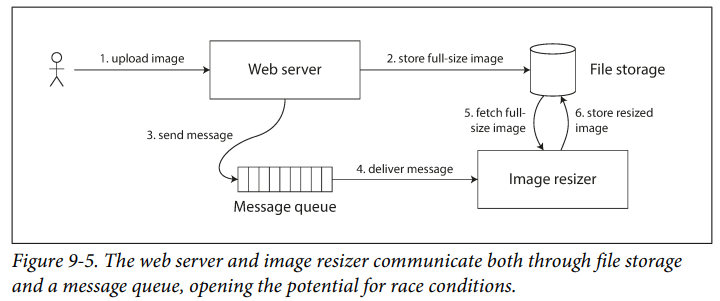 1. upload image
Web server
2. store full-size image
File storage
3. send message
5. fetch full-
size image
6. store resized
image
4. deliver message
Message queue
Image resizer
Figure 9-5. The web server and image resizer communicate both through file storage
and a message queue, opening the potential for race conditions.